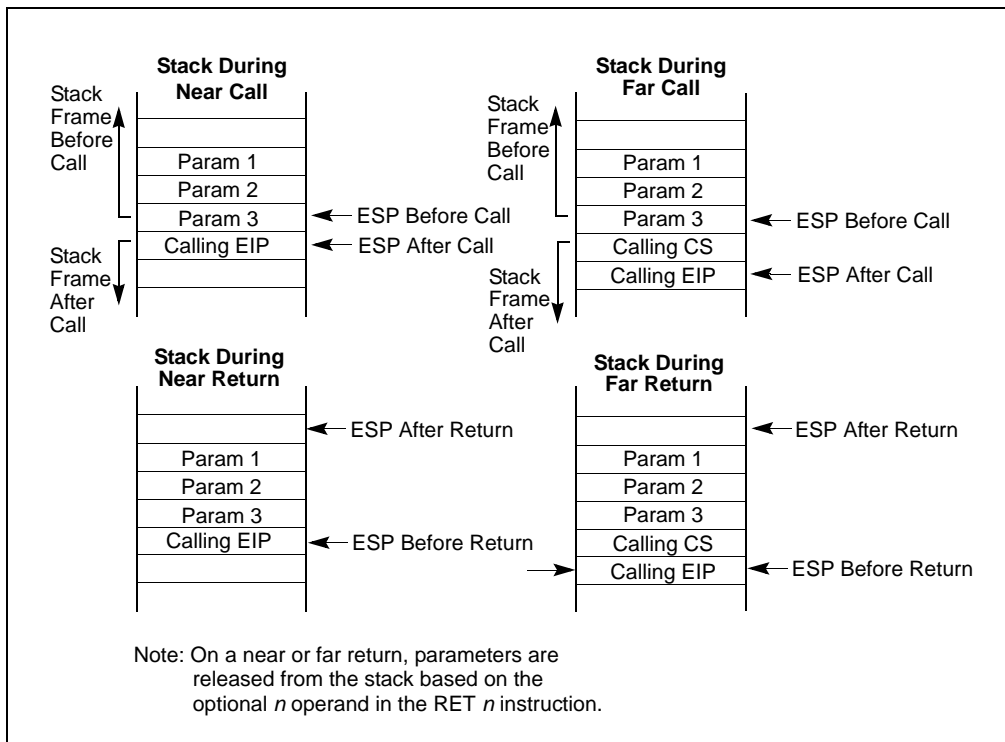 Stack During
Near Call
Stack
Frame
Before
Call
Param 1
Param 2
Param 3
Calling EIP
ESP Before Call
ESP After Call
Stack
Frame
After
Call
Stack During
Far Call
Stack
Frame
Before
Call
Param 1
Param 2
Param 3
Calling CS
Calling EIP
ESP Before Call
ESP After Call
Stack
Frame
After
Call
Stack During
Near Return
ESP After Return
Param 1
Param 2
Param 3
Calling EIP
ESP Before Return
Stack During
Far Return
ESP After Return
Param 1
Param 2
Param 3
Calling CS
Calling EIP
ESP Before Return
Note: On a near or far return, parameters are
released from the stack based on the
optional n operand in the RET n instruction.